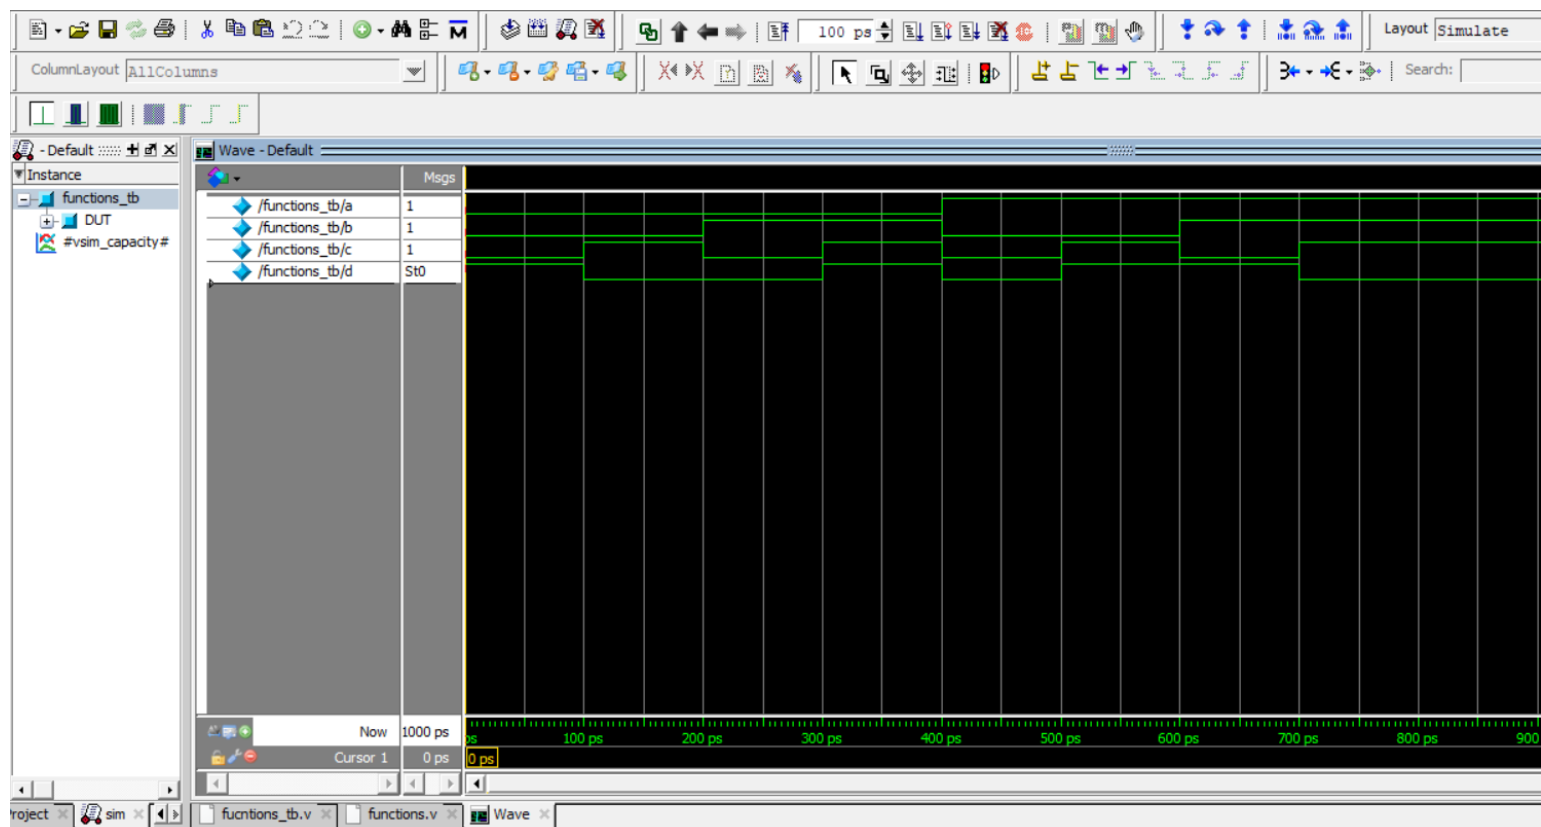 100 ps
Layout Simulate
ColumnLayout AllColumns
Search:
- Default
Wave - Default
Instance
Msgs
functions_tb
DUT
#vsim_capacity#
/functions_tb/a 1
/functions_tb/b 1
/functions_tb/c 1
/functions_tb/d St0
Now 1000 ps
ps 100 ps 200 ps 300 ps 400 ps 500 ps 600 ps 700 ps 800 ps 900
Cursor 1 0 ps 0 ps
roject sim fucntions_tb.v functions.v Wave